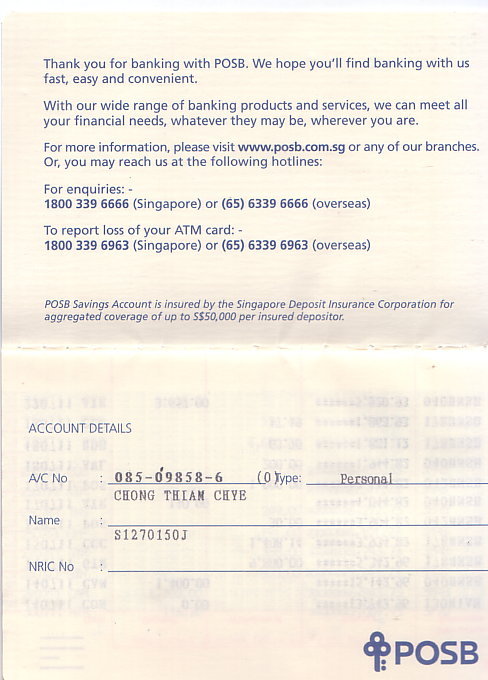 Thank you for banking with POSB. We hope you'll find banking with us
fast, easy and convenient.
With our wide range of banking products and services, we can meet all
your financial needs, whatever they may be, wherever you are.
For more information, please visit www.posb.com.sg or any of our branches.
Or, you may reach us at the following hotlines:
For enquiries: -
1800 339 6666 (Singapore) or (65) 6339 6666 (overseas)
To report loss of your ATM card: -
1800 339 6963 (Singapore) or (65) 6339 6963 (overseas)
POSB Savings Account is insured by the Singapore Deposit Insurance Corporation for
aggregated coverage of up to S$50,000 per insured depositor.
ACCOUNT DETAILS
A/C No : 085-09858-6 (0) Type: Personal
CHONG THIAM CHYE
Name :
S1270150J
NRIC No :
POSB